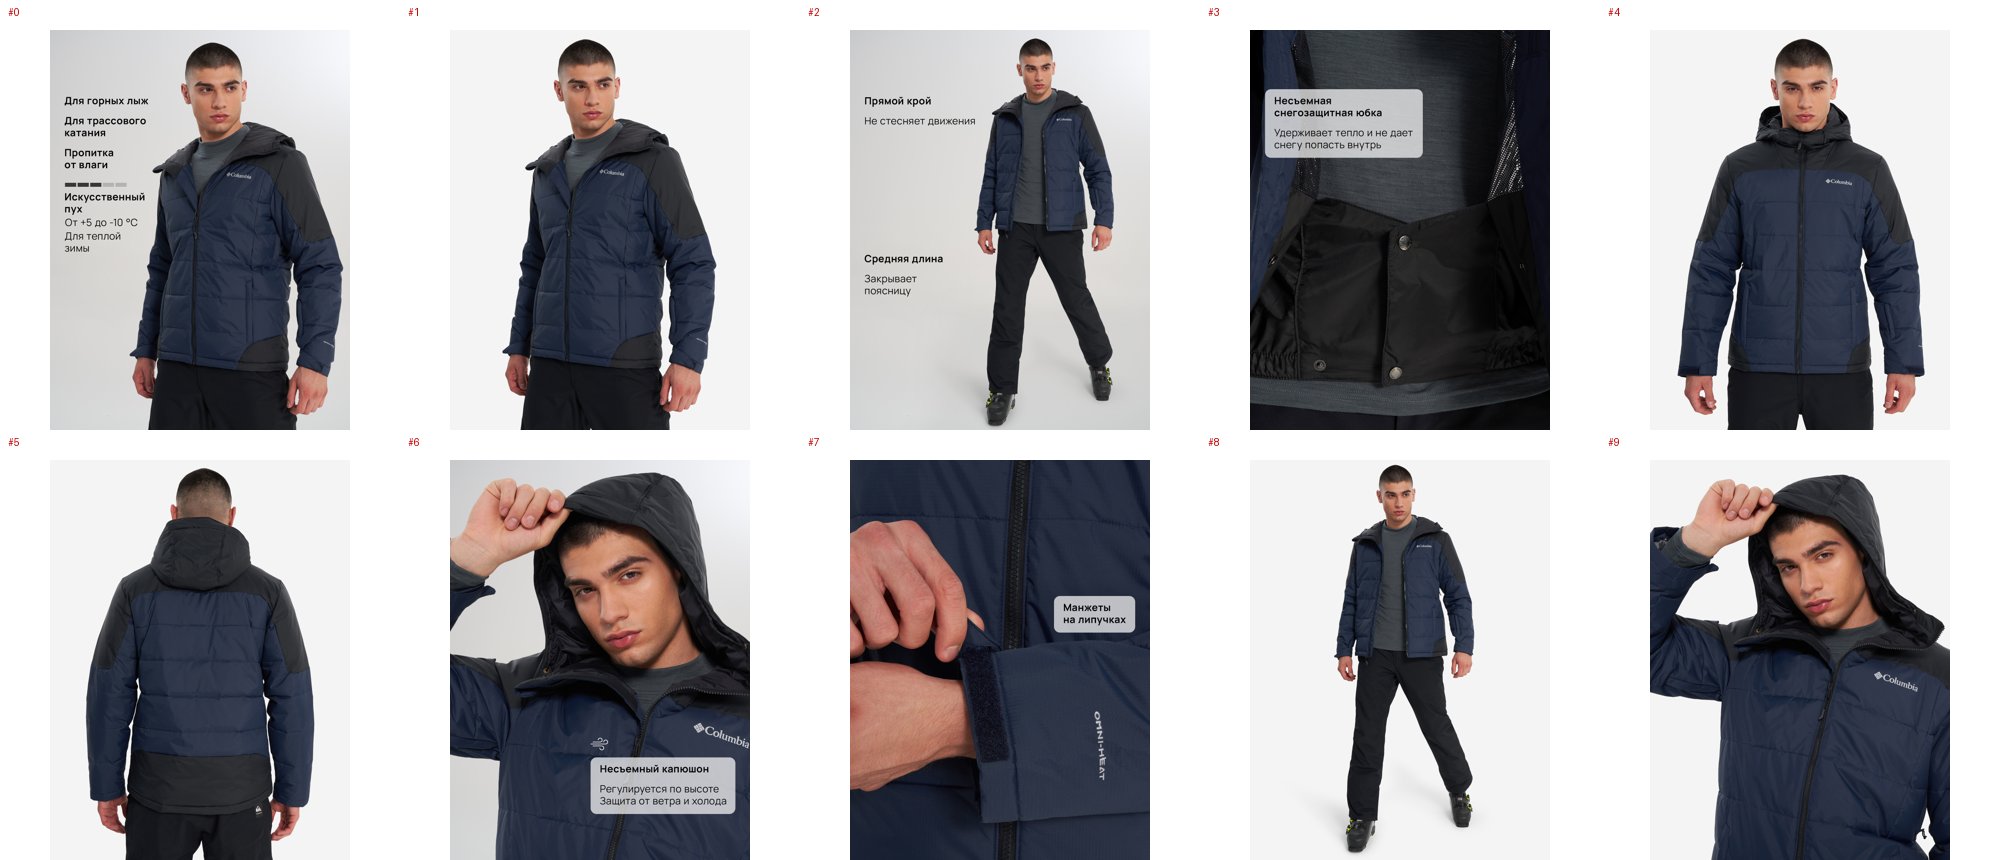 #0
Для горных лыж
Для трассового
катания
Пропитка
от влаги
Искусственный
пух
От +5 до -10 °C
Для теплой
зимы
Columbia
#1
Columbia
#2
Прямой крой
Не стесняет движения
Средняя длина
Закрывает
поясницу
Columbia
#3
Несъемная
снегозащитная юбка
Удерживает тепло и не дает
снегу попасть внутрь
#4
Columbia
#5
#6
Columbia
Несъемный капюшон
Регулируется по высоте
Защита от ветра и холода
#7
Манжеты
на липучках
OMNI-HEAT
#8
Columbia
#9
Columbia